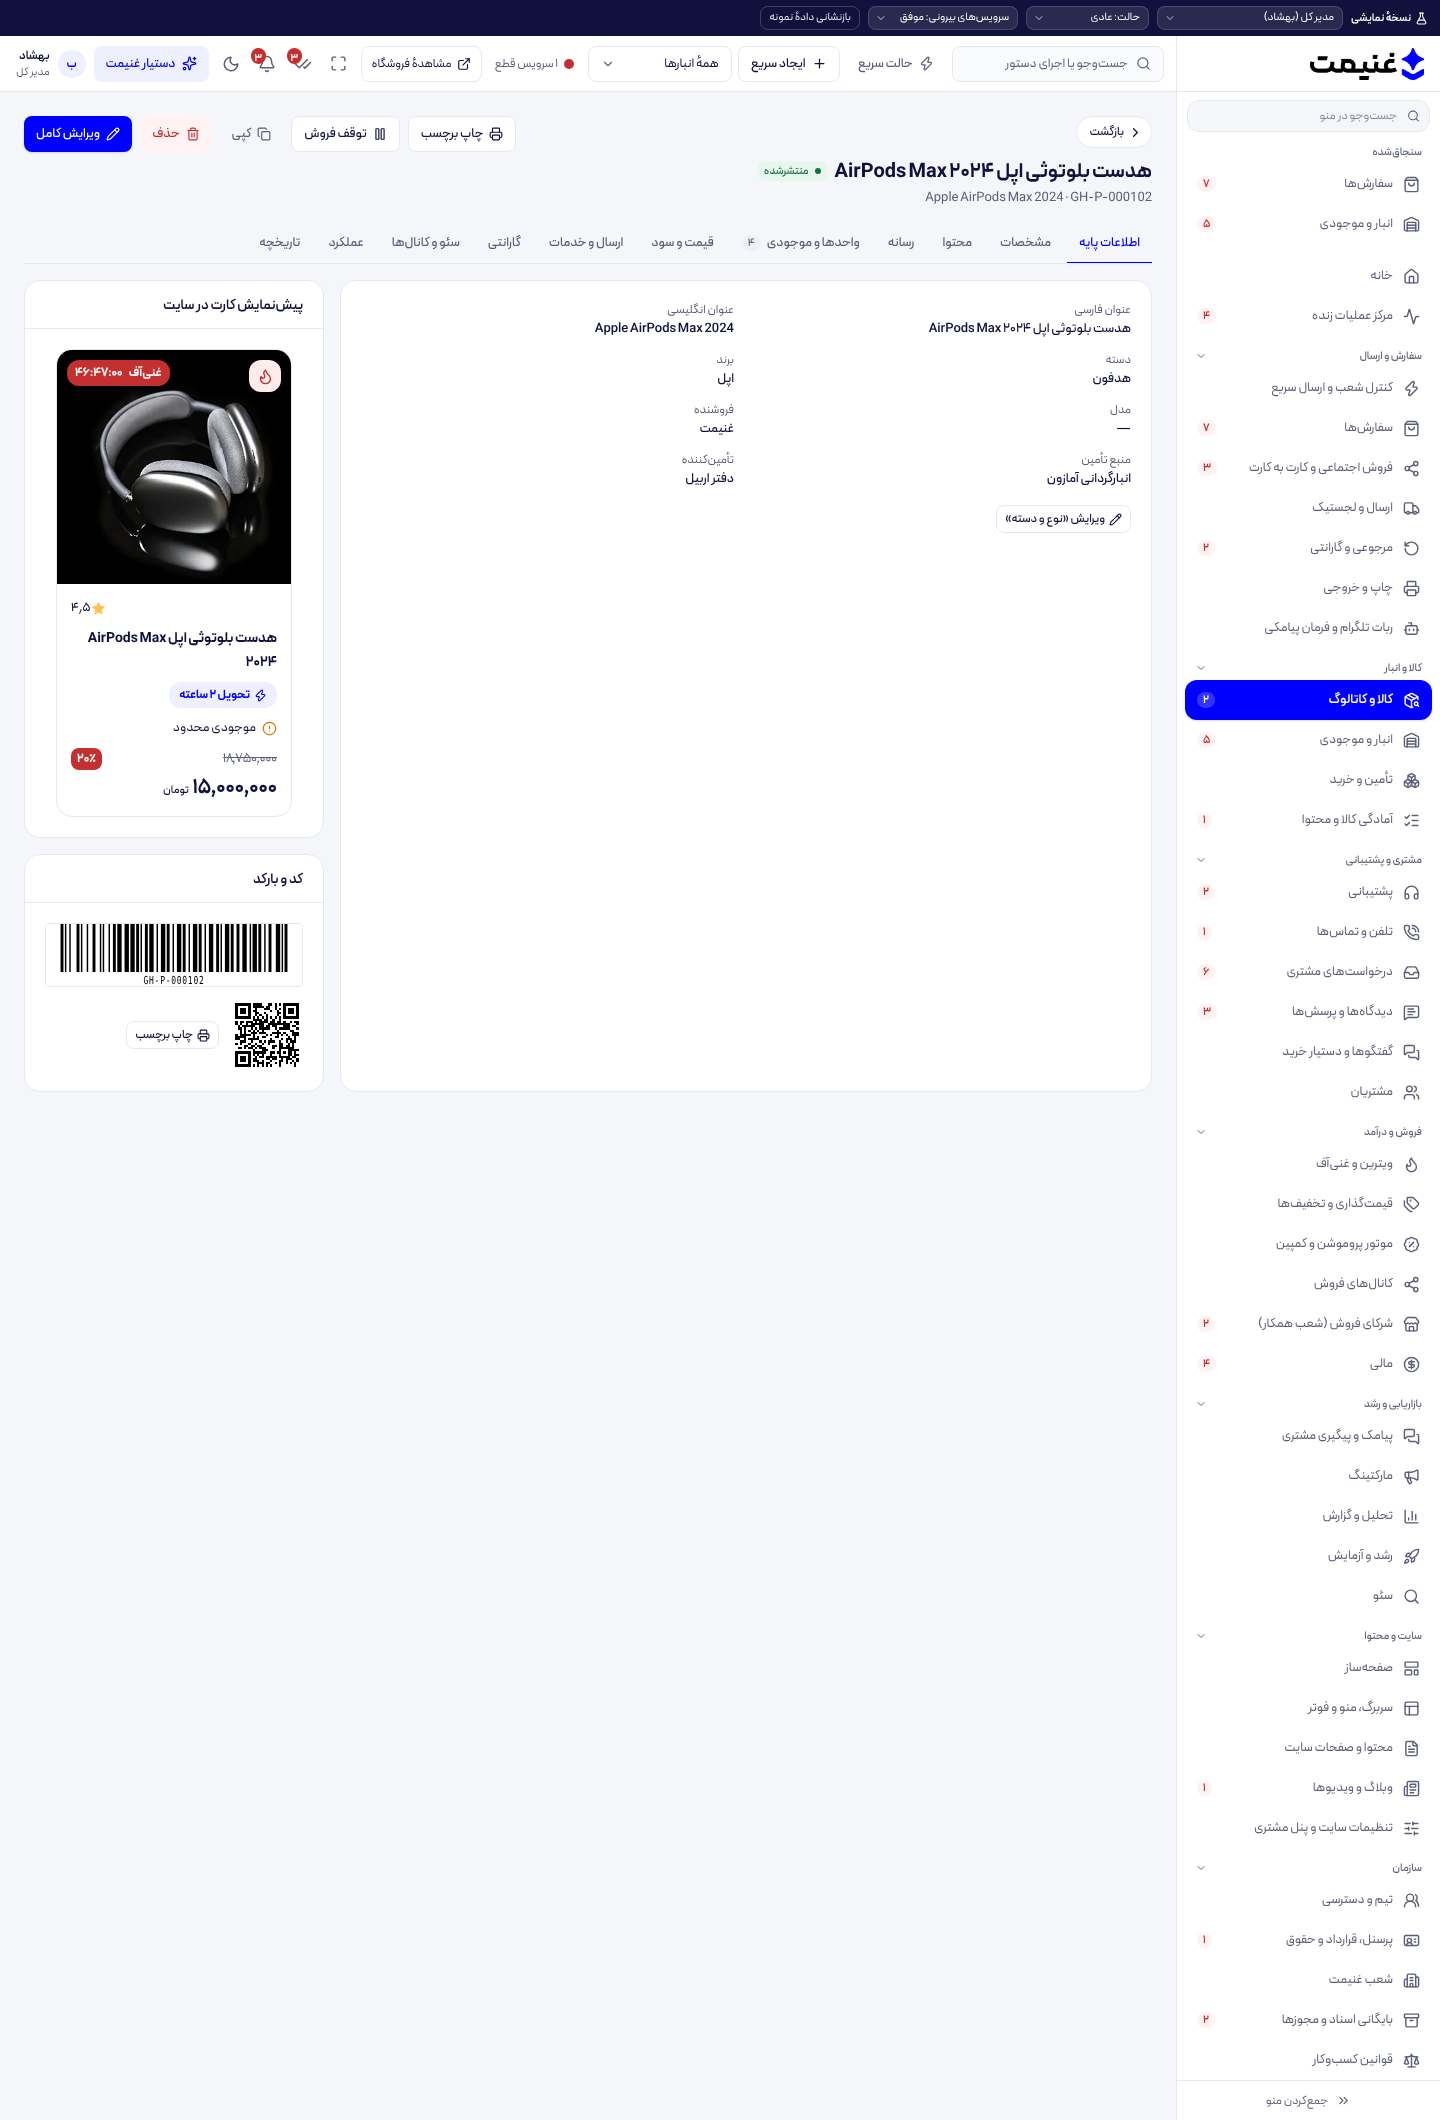 نسخهٔ نمایشی
مدیر کل (بهشاد)
حالت: عادی
سرویس‌های بیرونی: موفق
بازنشانی دادهٔ نمونه
غنیمت
جست‌وجو یا اجرای دستور
حالت سریع
ایجاد سریع
همهٔ انبارها
۱ سرویس قطع
مشاهدهٔ فروشگاه
۳
۳
دستیار غنیمت
ب
بهشاد
مدیر کل
جست‌وجو در منو
سنجاق‌شده
سفارش‌ها ۷
انبار و موجودی ۵
خانه
مرکز عملیات زنده ۴
سفارش و ارسال
کنترل شعب و ارسال سریع
سفارش‌ها ۷
فروش اجتماعی و کارت به کارت ۳
ارسال و لجستیک
مرجوعی و گارانتی ۲
چاپ و خروجی
ربات تلگرام و فرمان پیامکی
کالا و انبار
کالا و کاتالوگ ۲
انبار و موجودی ۵
تأمین و خرید
آمادگی کالا و محتوا ۱
مشتری و پشتیبانی
پشتیبانی ۲
تلفن و تماس‌ها ۱
درخواست‌های مشتری ۶
دیدگاه‌ها و پرسش‌ها ۳
گفتگوها و دستیار خرید
مشتریان
فروش و درآمد
ویترین و غنی‌آف
قیمت‌گذاری و تخفیف‌ها
موتور پروموشن و کمپین
کانال‌های فروش
شرکای فروش (شعب همکار) ۲
مالی ۴
بازاریابی و رشد
پیامک و پیگیری مشتری
مارکتینگ
تحلیل و گزارش
رشد و آزمایش
سئو
سایت و محتوا
صفحه‌ساز
سربرگ، منو و فوتر
محتوا و صفحات سایت
وبلاگ و ویدیوها ۱
تنظیمات سایت و پنل مشتری
سازمان
تیم و دسترسی
پرسنل، قرارداد و حقوق ۱
شعب غنیمت
بایگانی اسناد و مجوزها ۲
قوانین کسب‌وکار
جمع‌کردن منو
بازگشت
چاپ برچسب
توقف فروش
کپی
حذف
ویرایش کامل
هدست بلوتوثی اپل AirPods Max ۲۰۲۴
منتشرشده
Apple AirPods Max 2024 · GH-P-000102
اطلاعات پایه
مشخصات
محتوا
رسانه
واحدها و موجودی ۴
قیمت و سود
ارسال و خدمات
گارانتی
سئو و کانال‌ها
عملکرد
تاریخچه
عنوان فارسی
هدست بلوتوثی اپل AirPods Max ۲۰۲۴
عنوان انگلیسی
Apple AirPods Max 2024
دسته
هدفون
برند
اپل
مدل
—
فروشنده
غنیمت
منبع تأمین
انبارگردانی آمازون
تأمین‌کننده
دفتر اربیل
ویرایش «نوع و دسته»
پیش‌نمایش کارت در سایت
غنی‌آف ۴۶:۴۷:۰۰
۴٫۵
هدست بلوتوثی اپل AirPods Max
۲۰۲۴
تحویل ۲ ساعته
موجودی محدود
۱۸,۷۵۰,۰۰۰
۲۰٪
۱۵,۰۰۰,۰۰۰ تومان
کد و بارکد
GH-P-000102
چاپ برچسب